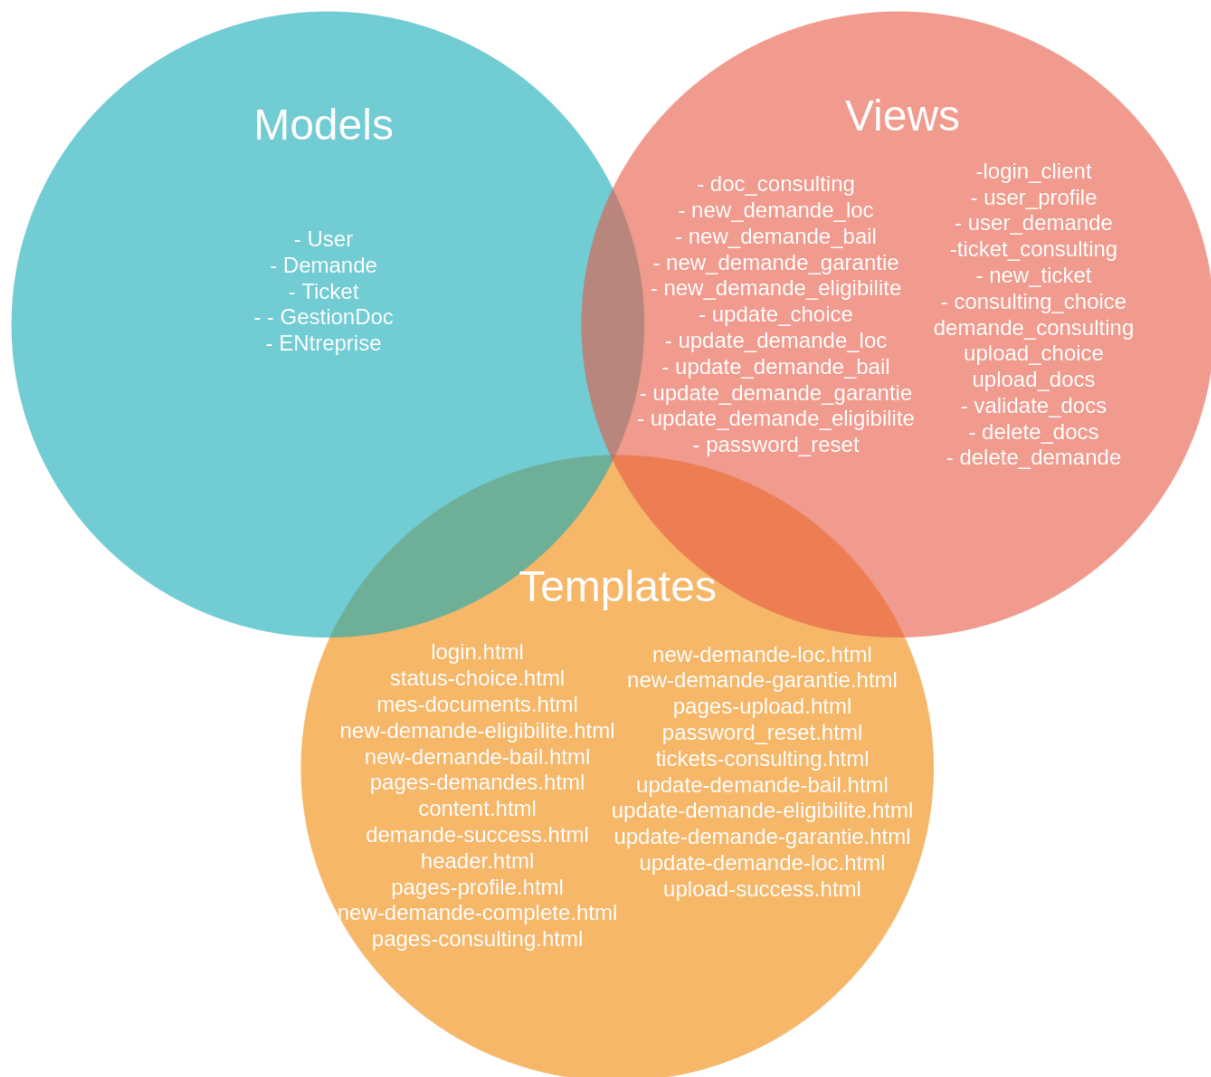 Models
- User
- Demande
- Ticket
- - GestionDoc
- ENtreprise
Views
- doc_consulting
- new_demande_loc
- new_demande_bail
- new_demande_garantie
- new_demande_eligibilite
- update_choice
- update_demande_loc
- update_demande_bail
- update_demande_garantie
- update_demande_eligibilite
- password_reset
-login_client
- user_profile
- user_demande
-ticket_consulting
- new_ticket
- consulting_choice
demande_consulting
upload_choice
upload_docs
- validate_docs
- delete_docs
- delete_demande
Templates
login.html
status-choice.html
mes-documents.html
new-demande-eligibilite.html
new-demande-bail.html
pages-demandes.html
content.html
demande-success.html
header.html
pages-profile.html
new-demande-complete.html
pages-consulting.html
new-demande-loc.html
new-demande-garantie.html
pages-upload.html
password_reset.html
tickets-consulting.html
update-demande-bail.html
update-demande-eligibilite.html
update-demande-garantie.html
update-demande-loc.html
upload-success.html